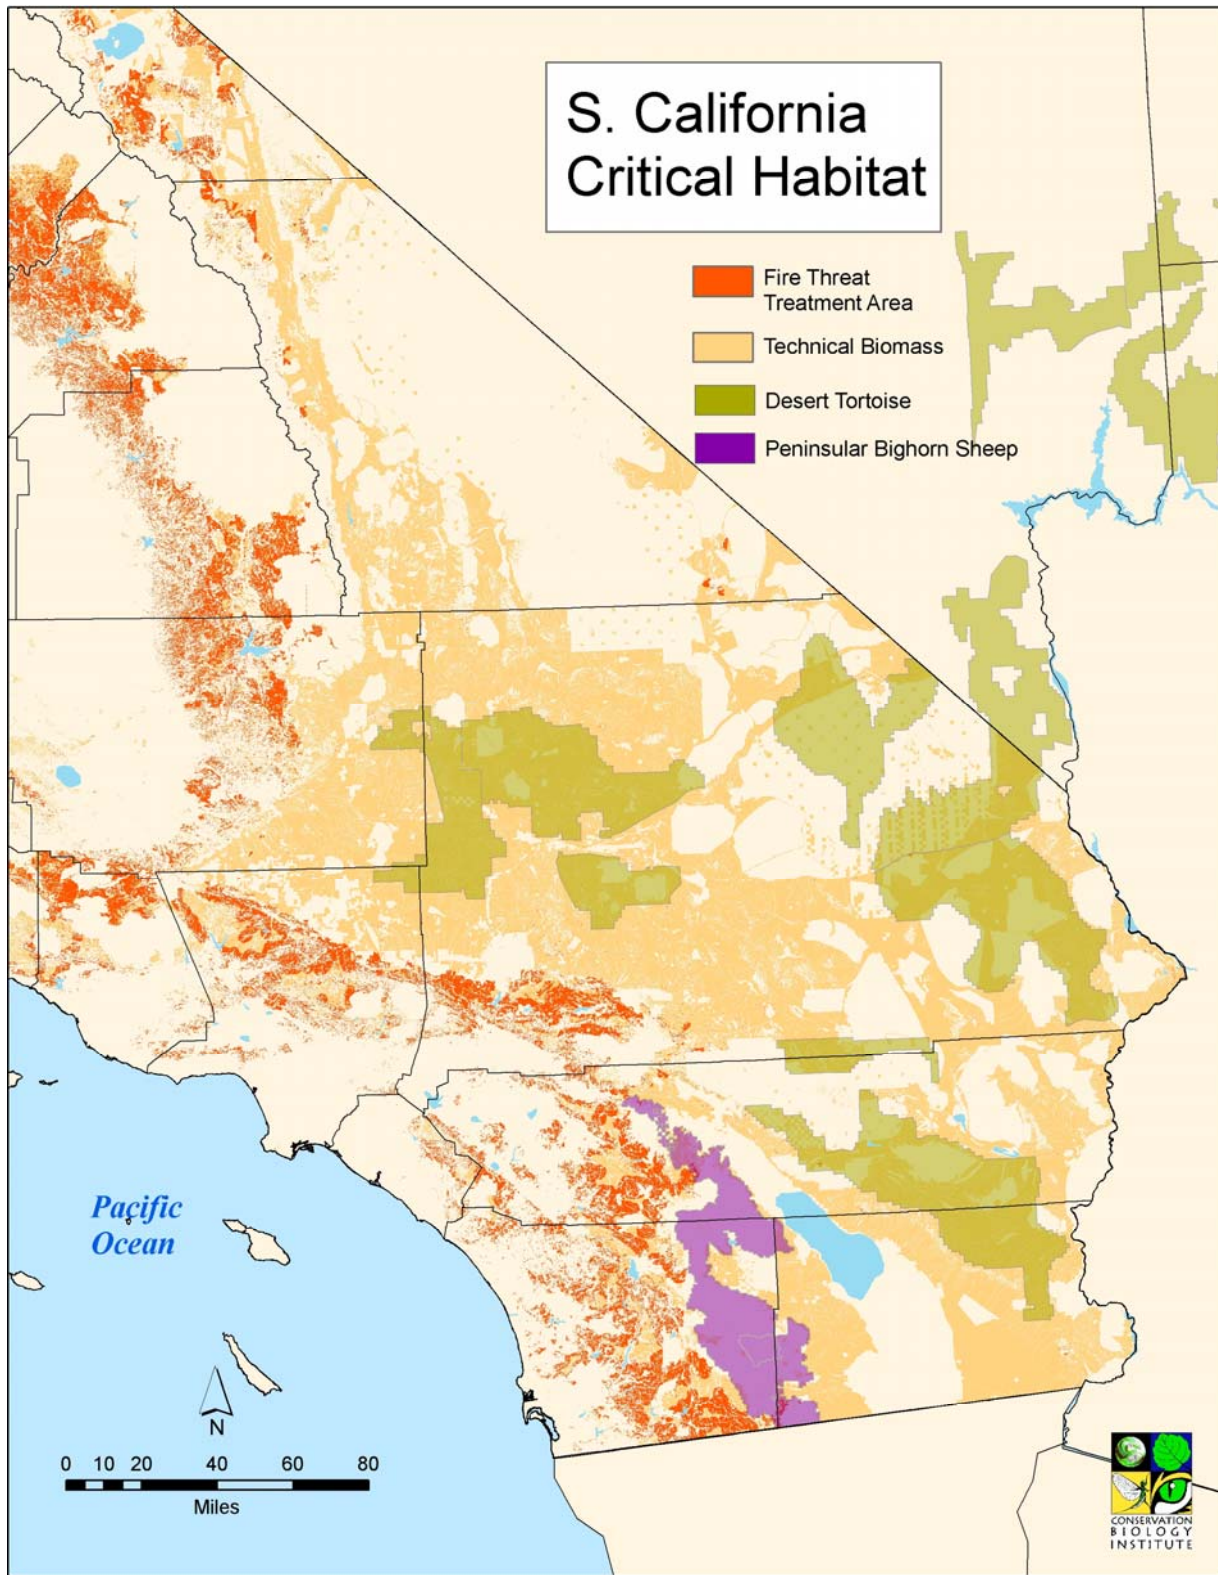 S. California
Critical Habitat
Fire Threat
Treatment Area
Technical Biomass
Desert Tortoise
Peninsular Bighorn Sheep
Pacific
Ocean
N
0 10 20 40 60 80
Miles
CONSERVATION
BIOLOGY
INSTITUTE